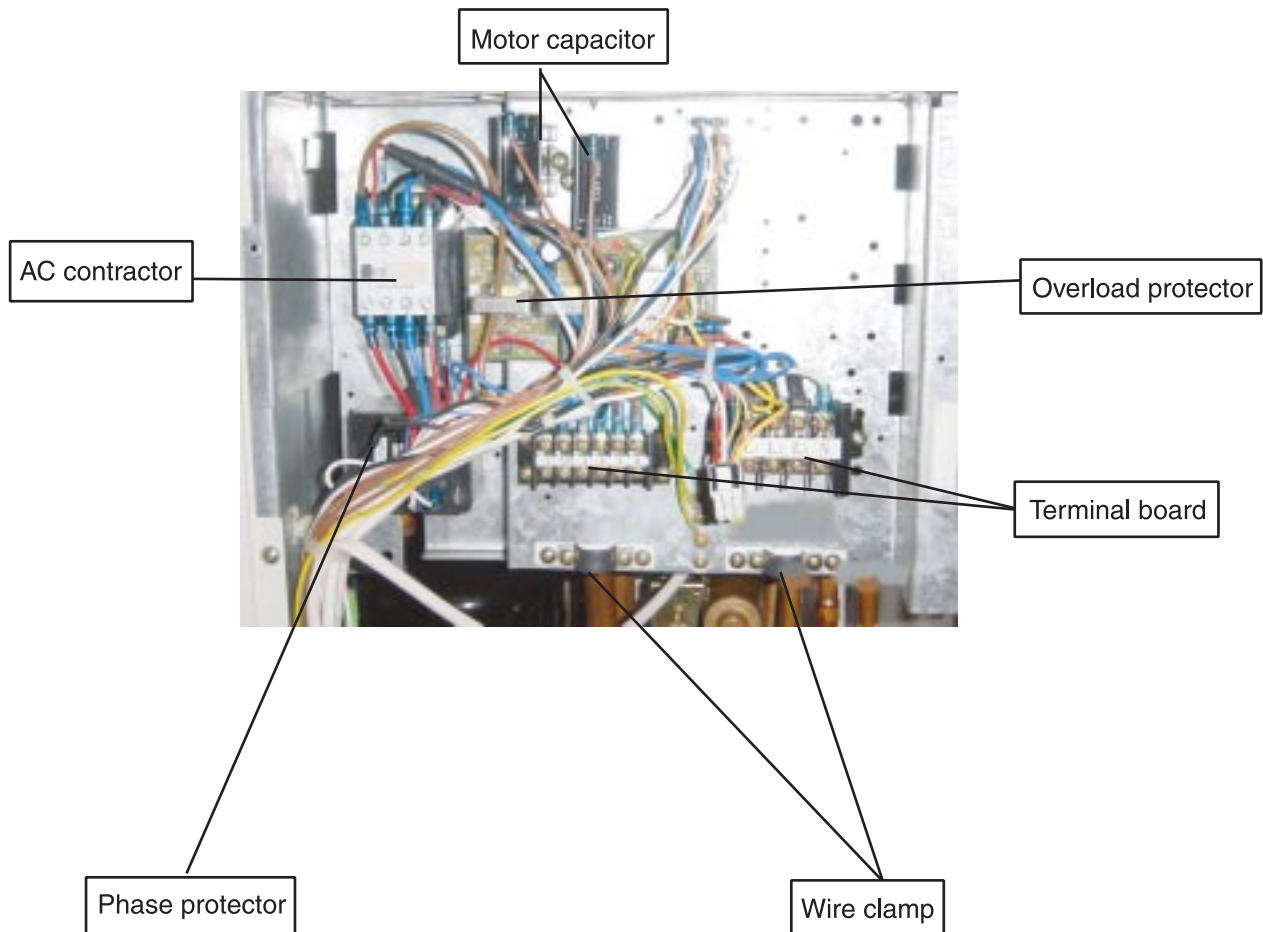 Motor capacitor
AC contractor
Overload protector
Terminal board
Phase protector
Wire clamp